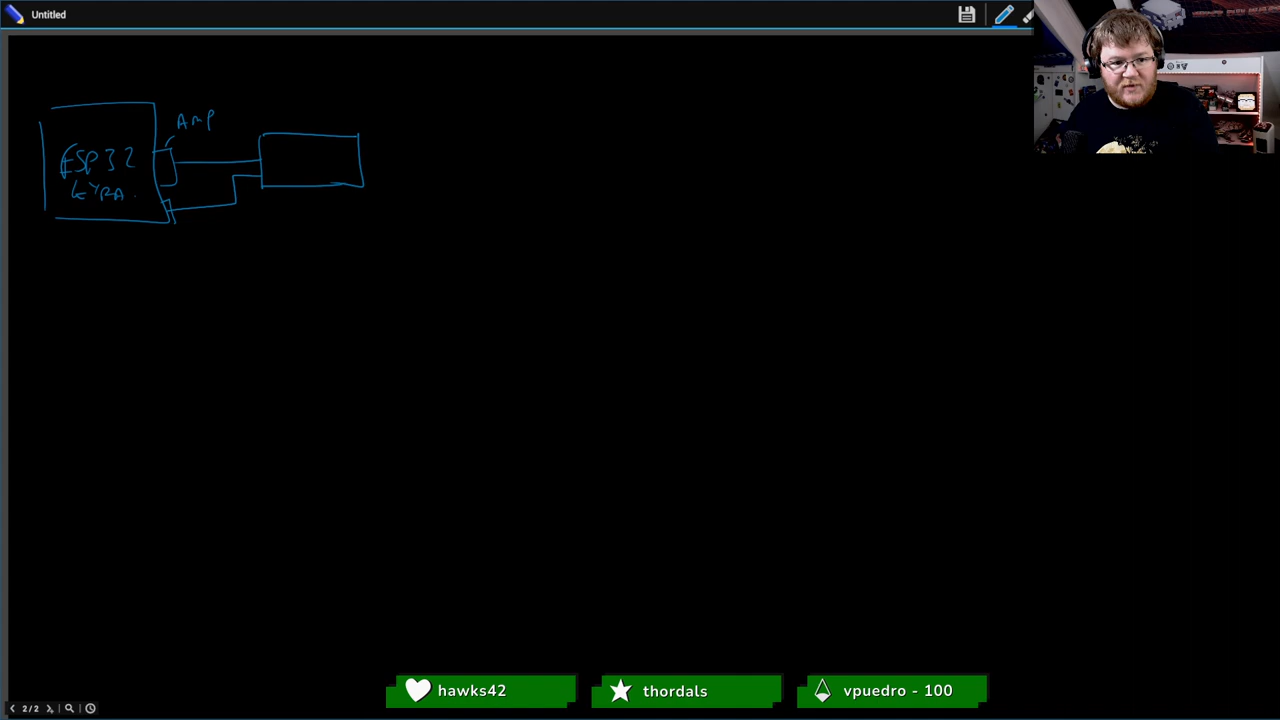 Untitled
AMP
ESP32
LYRA.
hawks42
thordals
vpuedro - 100
2/2